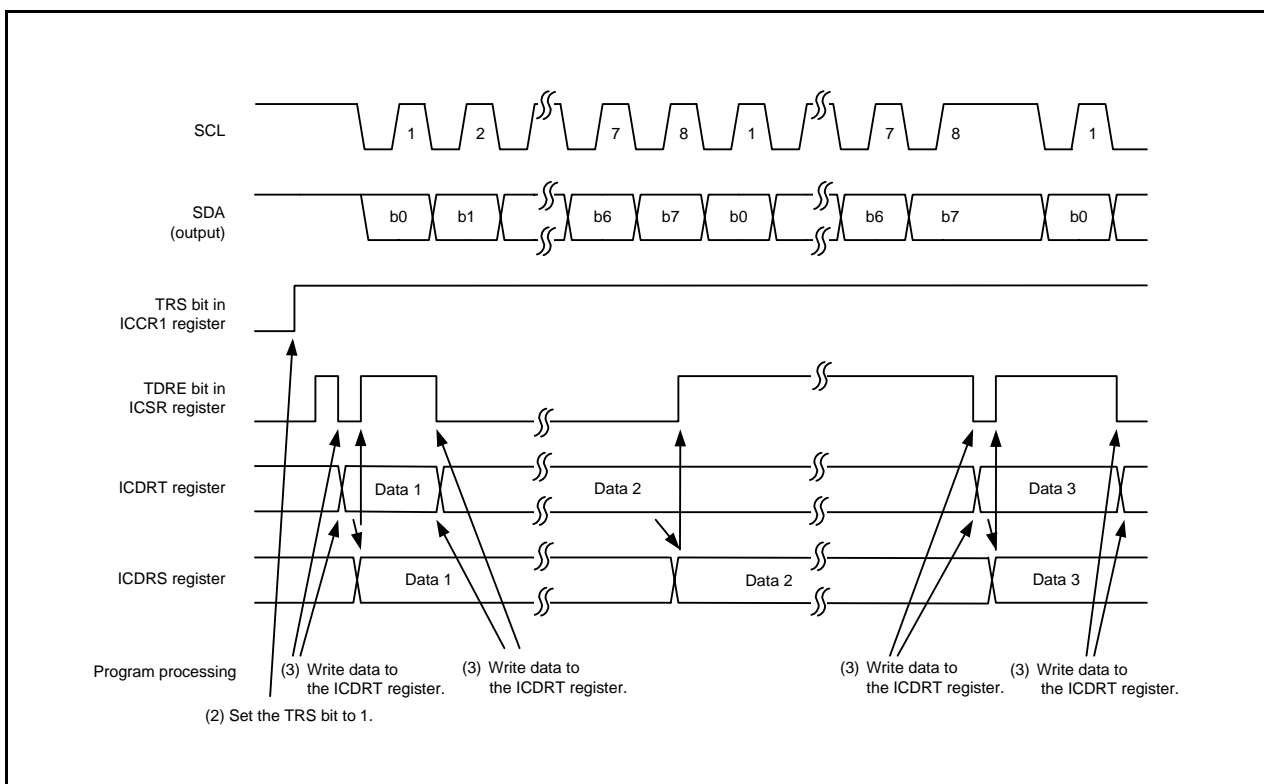 SCL
1 2 7 8 1 7 8 1
SDA
(output)
b0 b1 b6 b7 b0 b6 b7 b0
TRS bit in
ICCR1 register
TDRE bit in
ICSR register
ICDRT register
Data 1 Data 2 Data 3
ICDRS register
Data 1 Data 2 Data 3
Program processing
(3) Write data to
the ICDRT register.
(3) Write data to
the ICDRT register.
(3) Write data to
the ICDRT register.
(3) Write data to
the ICDRT register.
(2) Set the TRS bit to 1.